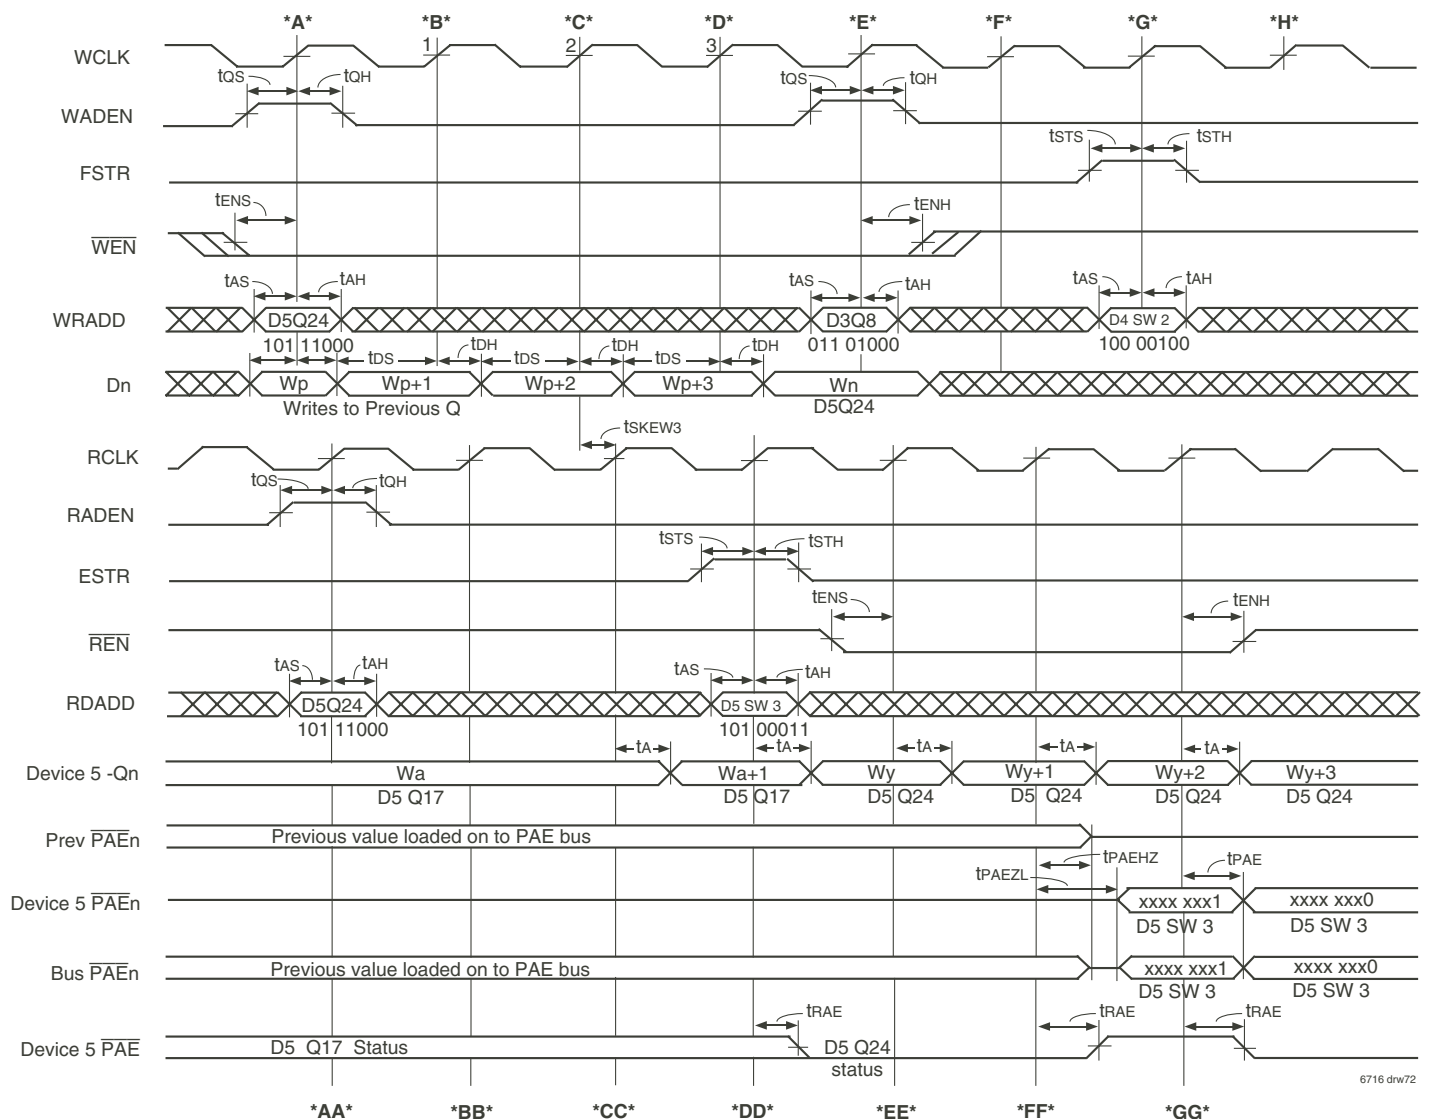 *A* *B* *C* *D* *E* *F* *G* *H*
WCLK 1 2 3
tQS tQH tQS tQH
WADEN
tSTS tSTH
FSTR
tENS tENH
WEN
tAS tAH tAS tAH tAS tAH
WRADD D5Q24 D3Q8 D4 SW 2
101 11000 011 01000 100 00100
tDS tDH tDS tDH tDS tDH
Dn Wp Wp+1 Wp+2 Wp+3 Wn
Writes to Previous Q D5Q24
tSKEW3
RCLK
tQS tQH
RADEN
tSTS tSTH
ESTR
tENS tENH
REN
tAS tAH tAS tAH
RDADD D5Q24 D5 SW 3
101 11000 101 00011
tA tA tA tA tA
Device 5 -Qn Wa Wa+1 Wy Wy+1 Wy+2 Wy+3
D5 Q17 D5 Q17 D5 Q24 D5 Q24 D5 Q24 D5 Q24
Prev PAEn Previous value loaded on to PAE bus
tPAEHZ tPAE
tPAEZL
Device 5 PAEn xxxx xxx1 xxxx xxx0
D5 SW 3 D5 SW 3
Bus PAEn Previous value loaded on to PAE bus xxxx xxx1 xxxx xxx0
D5 SW 3 D5 SW 3
tRAE tRAE tRAE
Device 5 PAE D5 Q17 Status D5 Q24
status
6716 drw72
*AA* *BB* *CC* *DD* *EE* *FF* *GG*